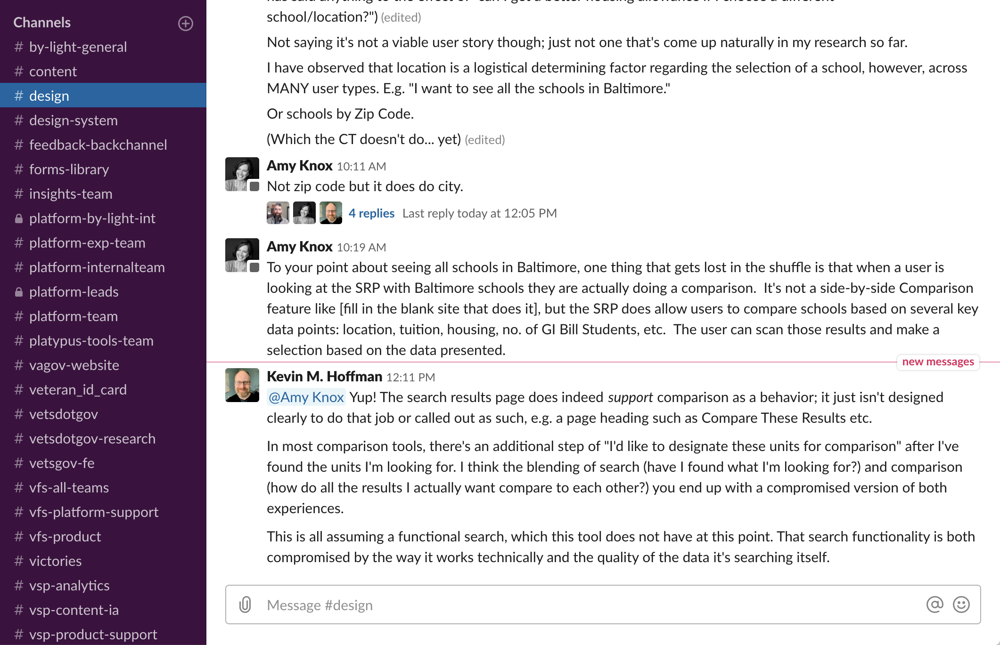 Channels
# by-light-general
# content
# design
# design-system
# feedback-backchannel
# forms-library
# insights-team
platform-by-light-int
# platform-exp-team
# platform-internalteam
platform-leads
# platform-team
# platypus-tools-team
# vagov-website
# veteran_id_card
# vetsdotgov
# vetsdotgov-research
# vetsgov-fe
# vfs-all-teams
# vfs-platform-support
# vfs-product
# victories
# vsp-analytics
# vsp-content-ia
# vsp-product-support
has said anything to the effect of "can I get a better housing allowance if I choose a different
school/location?") (edited)
Not saying it's not a viable user story though; just not one that's come up naturally in my research so far.
I have observed that location is a logistical determining factor regarding the selection of a school, however, across
MANY user types. E.g. "I want to see all the schools in Baltimore."
Or schools by Zip Code.
(Which the CT doesn't do... yet) (edited)
Amy Knox 10:11 AM
Not zip code but it does do city.
4 replies Last reply today at 12:05 PM
Amy Knox 10:19 AM
To your point about seeing all schools in Baltimore, one thing that gets lost in the shuffle is that when a user is
looking at the SRP with Baltimore schools they are actually doing a comparison.  It's not a side-by-side Comparison
feature like [fill in the blank site that does it], but the SRP does allow users to compare schools based on several key
data points: location, tuition, housing, no. of GI Bill Students, etc.  The user can scan those results and make a
selection based on the data presented.
new messages
Kevin M. Hoffman 12:11 PM
@Amy Knox Yup! The search results page does indeed support comparison as a behavior; it just isn't designed
clearly to do that job or called out as such, e.g. a page heading such as Compare These Results etc.
In most comparison tools, there's an additional step of "I'd like to designate these units for comparison" after I've
found the units I'm looking for. I think the blending of search (have I found what I'm looking for?) and comparison
(how do all the results I actually want compare to each other?) you end up with a compromised version of both
experiences.
This is all assuming a functional search, which this tool does not have at this point. That search functionality is both
compromised by the way it works technically and the quality of the data it's searching itself.
Message #design